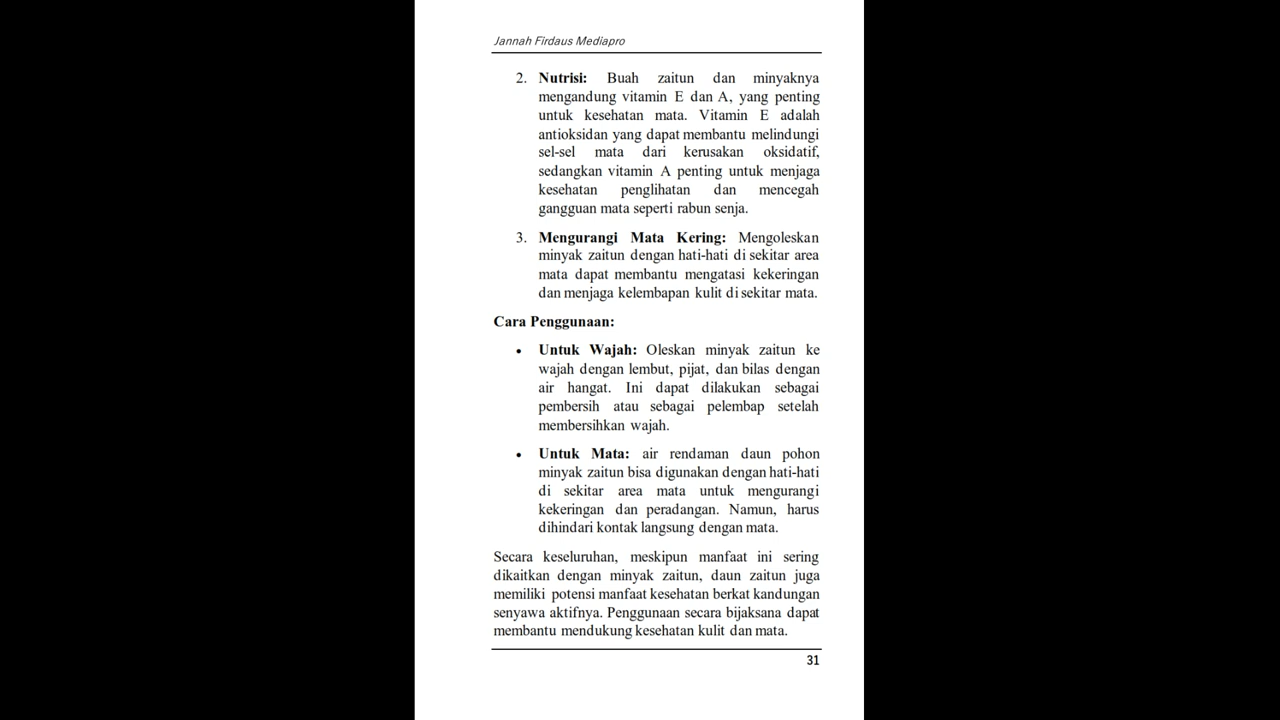 Jannah Firdaus Mediapro
2. Nutrisi: Buah zaitun dan minyaknya
mengandung vitamin E dan A, yang penting
untuk kesehatan mata. Vitamin E adalah
antioksidan yang dapat membantu melindungi
sel-sel mata dari kerusakan oksidatif,
sedangkan vitamin A penting untuk menjaga
kesehatan penglihatan dan mencegah
gangguan mata seperti rabun senja.
3. Mengurangi Mata Kering: Mengoleskan
minyak zaitun dengan hati-hati di sekitar area
mata dapat membantu mengatasi kekeringan
dan menjaga kelembapan kulit di sekitar mata.
Cara Penggunaan:
• Untuk Wajah: Oleskan minyak zaitun ke
wajah dengan lembut, pijat, dan bilas dengan
air hangat. Ini dapat dilakukan sebagai
pembersih atau sebagai pelembap setelah
membersihkan wajah.
• Untuk Mata: air rendaman daun pohon
minyak zaitun bisa digunakan dengan hati-hati
di sekitar area mata untuk mengurangi
kekeringan dan peradangan. Namun, harus
dihindari kontak langsung dengan mata.
Secara keseluruhan, meskipun manfaat ini sering
dikaitkan dengan minyak zaitun, daun zaitun juga
memiliki potensi manfaat kesehatan berkat kandungan
senyawa aktifnya. Penggunaan secara bijaksana dapat
membantu mendukung kesehatan kulit dan mata.
31